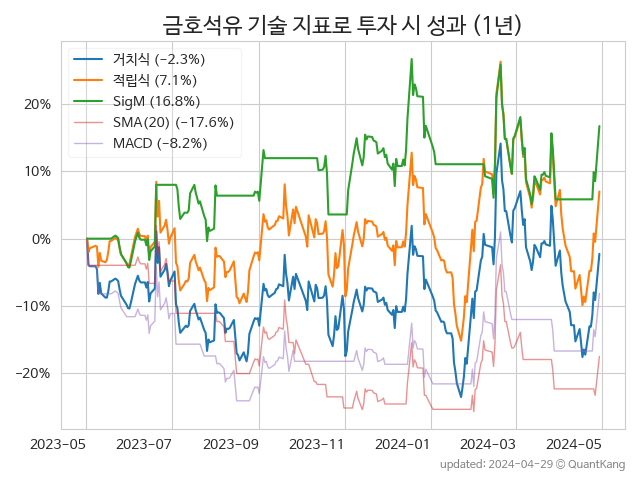 금호석유 기술 지표로 투자 시 성과 (1년)
거치식 (−2.3%)
적립식 (7.1%)
SigM (16.8%)
SMA(20) (−17.6%)
MACD (−8.2%)
20%
10%
0%
−10%
−20%
2023-05 2023-07 2023-09 2023-11 2024-01 2024-03 2024-05
updated: 2024-04-29 ⓒ QuantKang